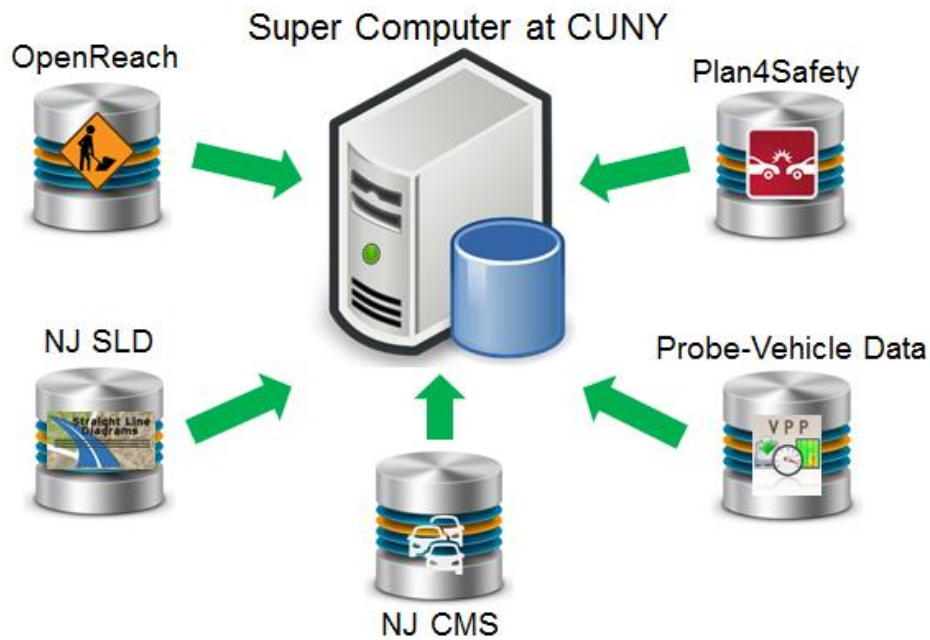 Super Computer at CUNY
OpenReach
Plan4Safety
NJ SLD
Straight Line
Diagrams
Probe-Vehicle Data
VPP
NJ CMS